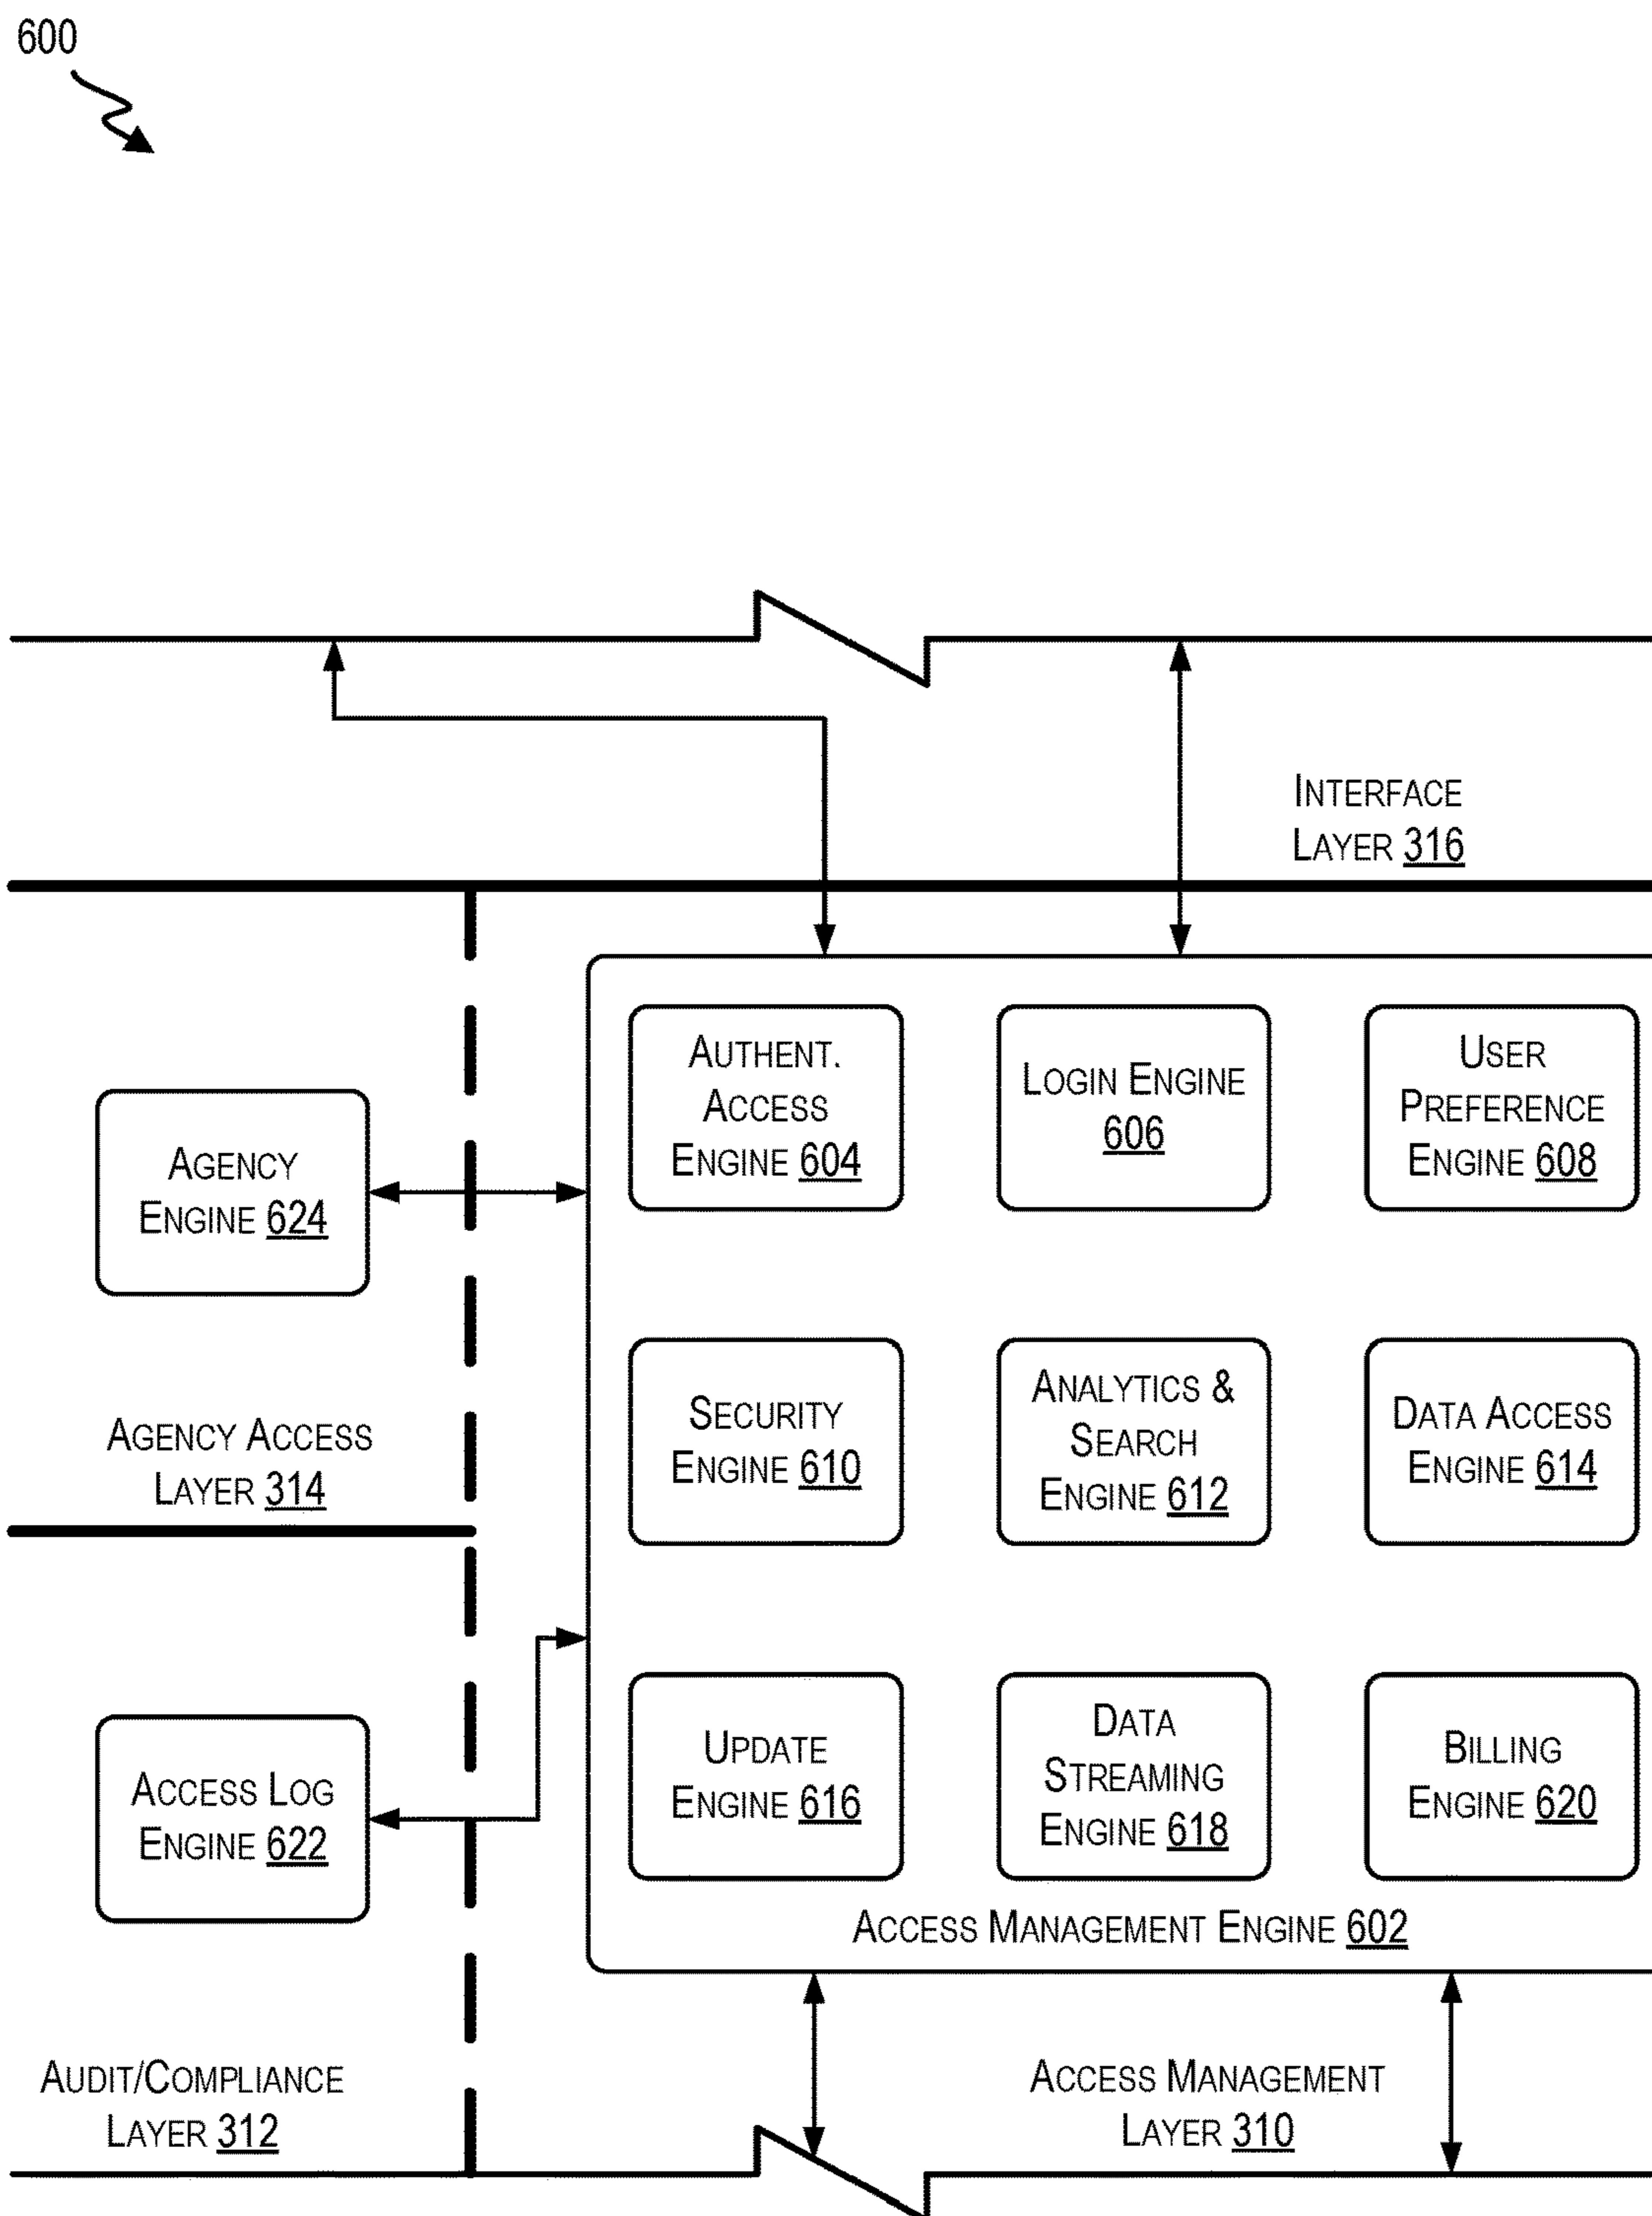 600
INTERFACE
LAYER 316
AUTHENT.
ACCESS
ENGINE 604
LOGIN ENGINE
606
USER
PREFERENCE
ENGINE 608
AGENCY
ENGINE 624
SECURITY
ENGINE 610
ANALYTICS &
SEARCH
ENGINE 612
DATA ACCESS
ENGINE 614
AGENCY ACCESS
LAYER 314
UPDATE
ENGINE 616
DATA
STREAMING
ENGINE 618
BILLING
ENGINE 620
ACCESS LOG
ENGINE 622
ACCESS MANAGEMENT ENGINE 602
AUDIT/COMPLIANCE
LAYER 312
ACCESS MANAGEMENT
LAYER 310